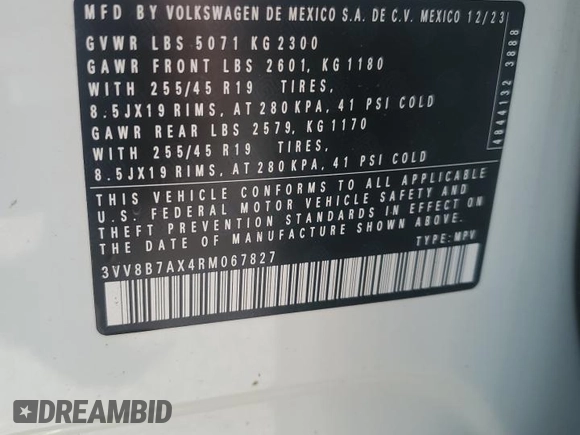 MFD BY VOLKSWAGEN DE MEXICO S.A. DE C.V. MEXICO 12/23
GVWR LBS 5071 KG 2300
GAWR FRONT LBS 2601, KG 1180
WITH 255/45 R19 TIRES,
8.5JX19 RIMS, AT 280 KPA, 41 PSI COLD
GAWR REAR LBS 2579, KG 1170
WITH 255/45 R19 TIRES,
8.5JX19 RIMS, AT 280 KPA, 41 PSI COLD
THIS VEHICLE CONFORMS TO ALL APPLICABLE
U.S. FEDERAL MOTOR VEHICLE SAFETY AND
THEFT PREVENTION STANDARDS IN EFFECT ON
THE DATE OF MANUFACTURE SHOWN ABOVE.
3VV8B7AX4RM067827 TYPE: MPV
4844132 3888
DREAMBID